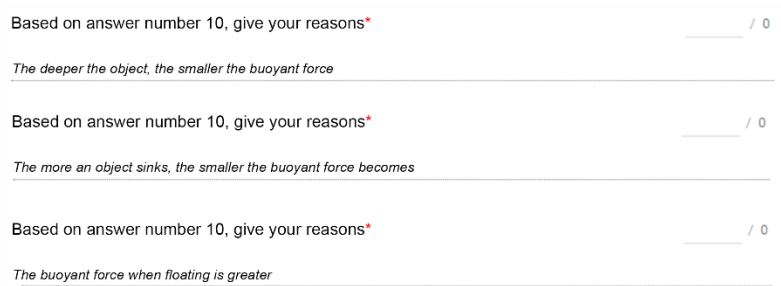 Based on answer number 10, give your reasons* / 0
The deeper the object, the smaller the buoyant force
Based on answer number 10, give your reasons* / 0
The more an object sinks, the smaller the buoyant force becomes
Based on answer number 10, give your reasons* / 0
The buoyant force when floating is greater